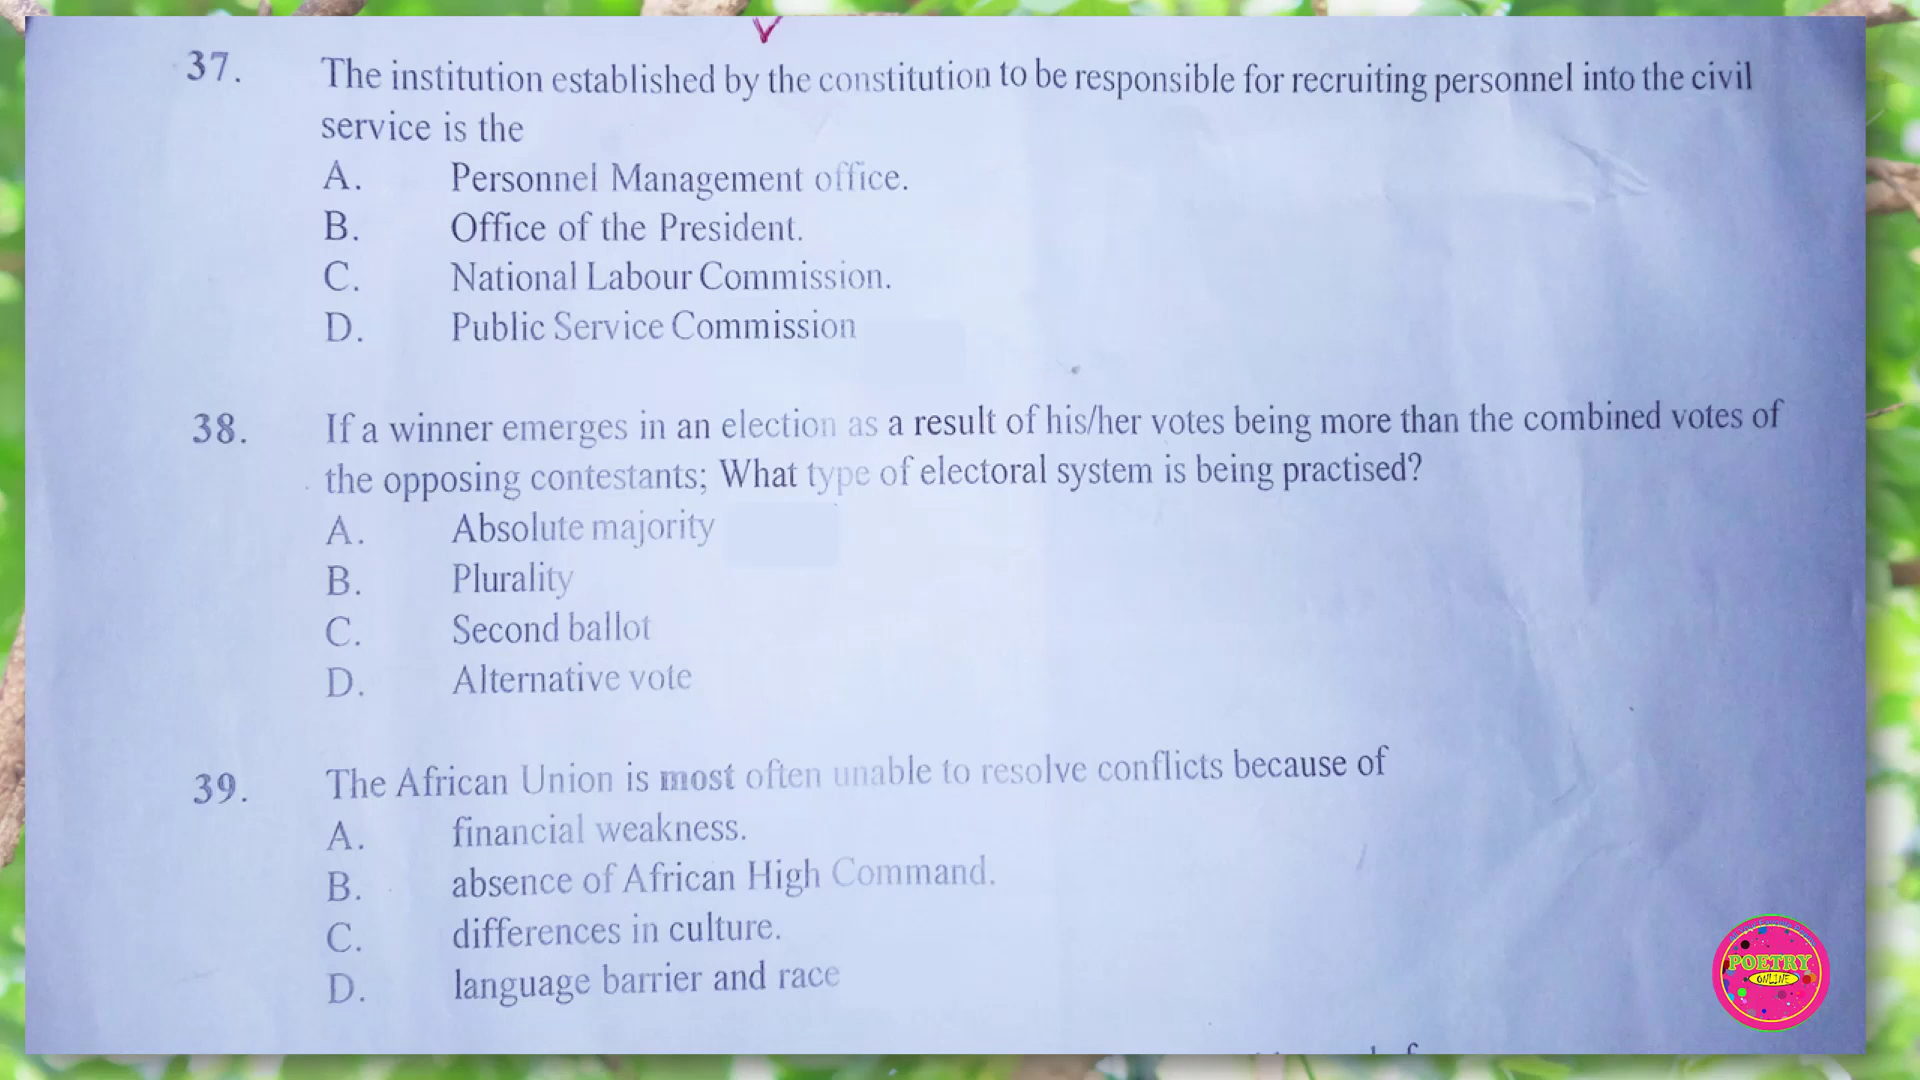 37. The institution established by the constitution to be responsible for recruiting personnel into the civil
service is the
A. Personnel Management office.
B. Office of the President.
C. National Labour Commission.
D. Public Service Commission
38. If a winner emerges in an election as a result of his/her votes being more than the combined votes of
the opposing contestants; What type of electoral system is being practised?
A. Absolute majority
B. Plurality
C. Second ballot
D. Alternative vote
39. The African Union is most often unable to resolve conflicts because of
A. financial weakness.
B. absence of African High Command.
C. differences in culture.
D. language barrier and race
POETRY
ONLINE